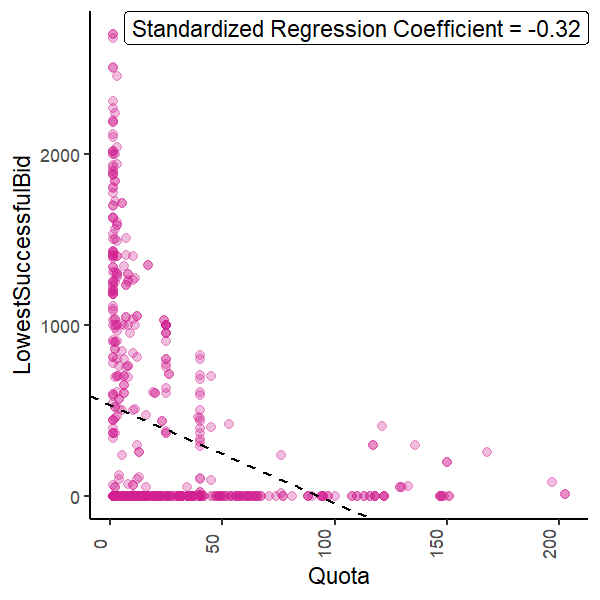 Standardized Regression Coefficient = -0.32
LowestSuccessfulBid
2000
1000
0
0
50
100
150
200
Quota